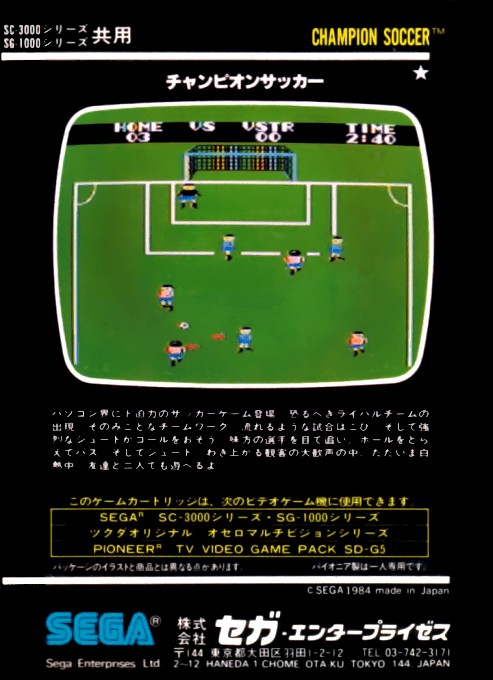 SC-3000シリーズ
SG-1000シリーズ 共用
CHAMPION SOCCER™
チャンピオンサッカー
★
HOME VS VSTR TIME
03 00 2:40
パソコン界にド迫力のサッカーゲーム登場 恐るべきライバルチームの
出現 そのみごとなチームワーク 流れるような試合はこび そして強
烈なシュートがゴールをおそう 味方の選手を目で追い、ボールをとら
えてパス そしてシュート わき上がる観客の大歓声の中、ただいま白
熱中 友達と二人でも遊べるよ
このゲームカートリッジは、次のビデオゲーム機に使用できます
SEGA® SC-3000シリーズ・SG-1000シリーズ
ツクダオリジナル オセロマルチビジョンシリーズ
PIONEER® TV VIDEO GAME PACK SD-G5
パッケージのイラストと商品とは異なる点があります. パイオニア製は一人専用です.
©SEGA1984 made in Japan
SEGA® 株式会社 セガ・エンタープライゼス
〒144 東京都大田区羽田1-2-12 TEL 03-742-3171
Sega Enterprises Ltd 2~12 HANEDA 1 CHOME OTA KU TOKYO 144 JAPAN